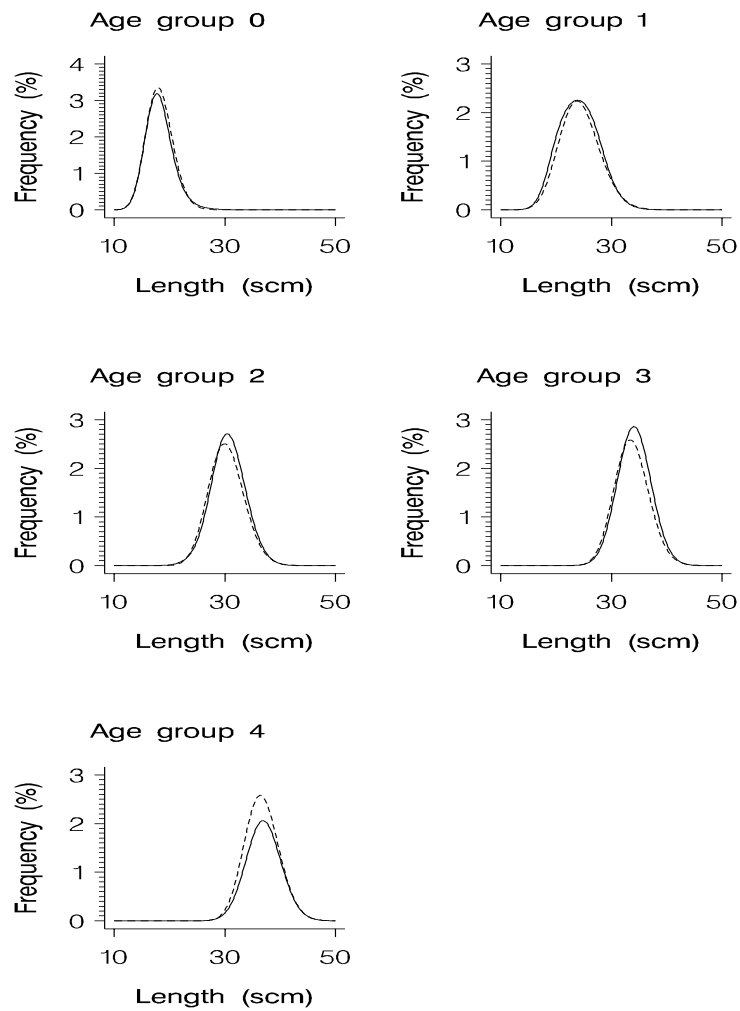 Age group 0
Frequency (%)
4
3
2
1
0
10 30 50
Length (scm)
Age group 1
Frequency (%)
3
2
1
0
10 30 50
Length (scm)
Age group 2
Frequency (%)
3
2
1
0
10 30 50
Length (scm)
Age group 3
Frequency (%)
3
2
1
0
10 30 50
Length (scm)
Age group 4
Frequency (%)
3
2
1
0
10 30 50
Length (scm)